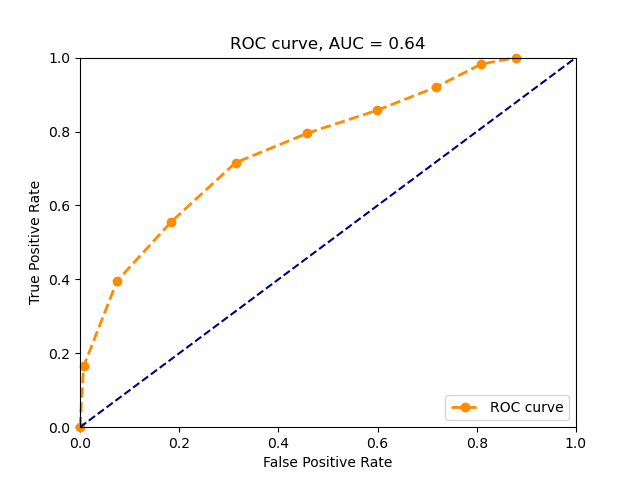 ROC curve, AUC = 0.64
True Positive Rate
1.0
0.8
0.6
0.4
0.2
0.0
0.0 0.2 0.4 0.6 0.8 1.0
False Positive Rate
ROC curve